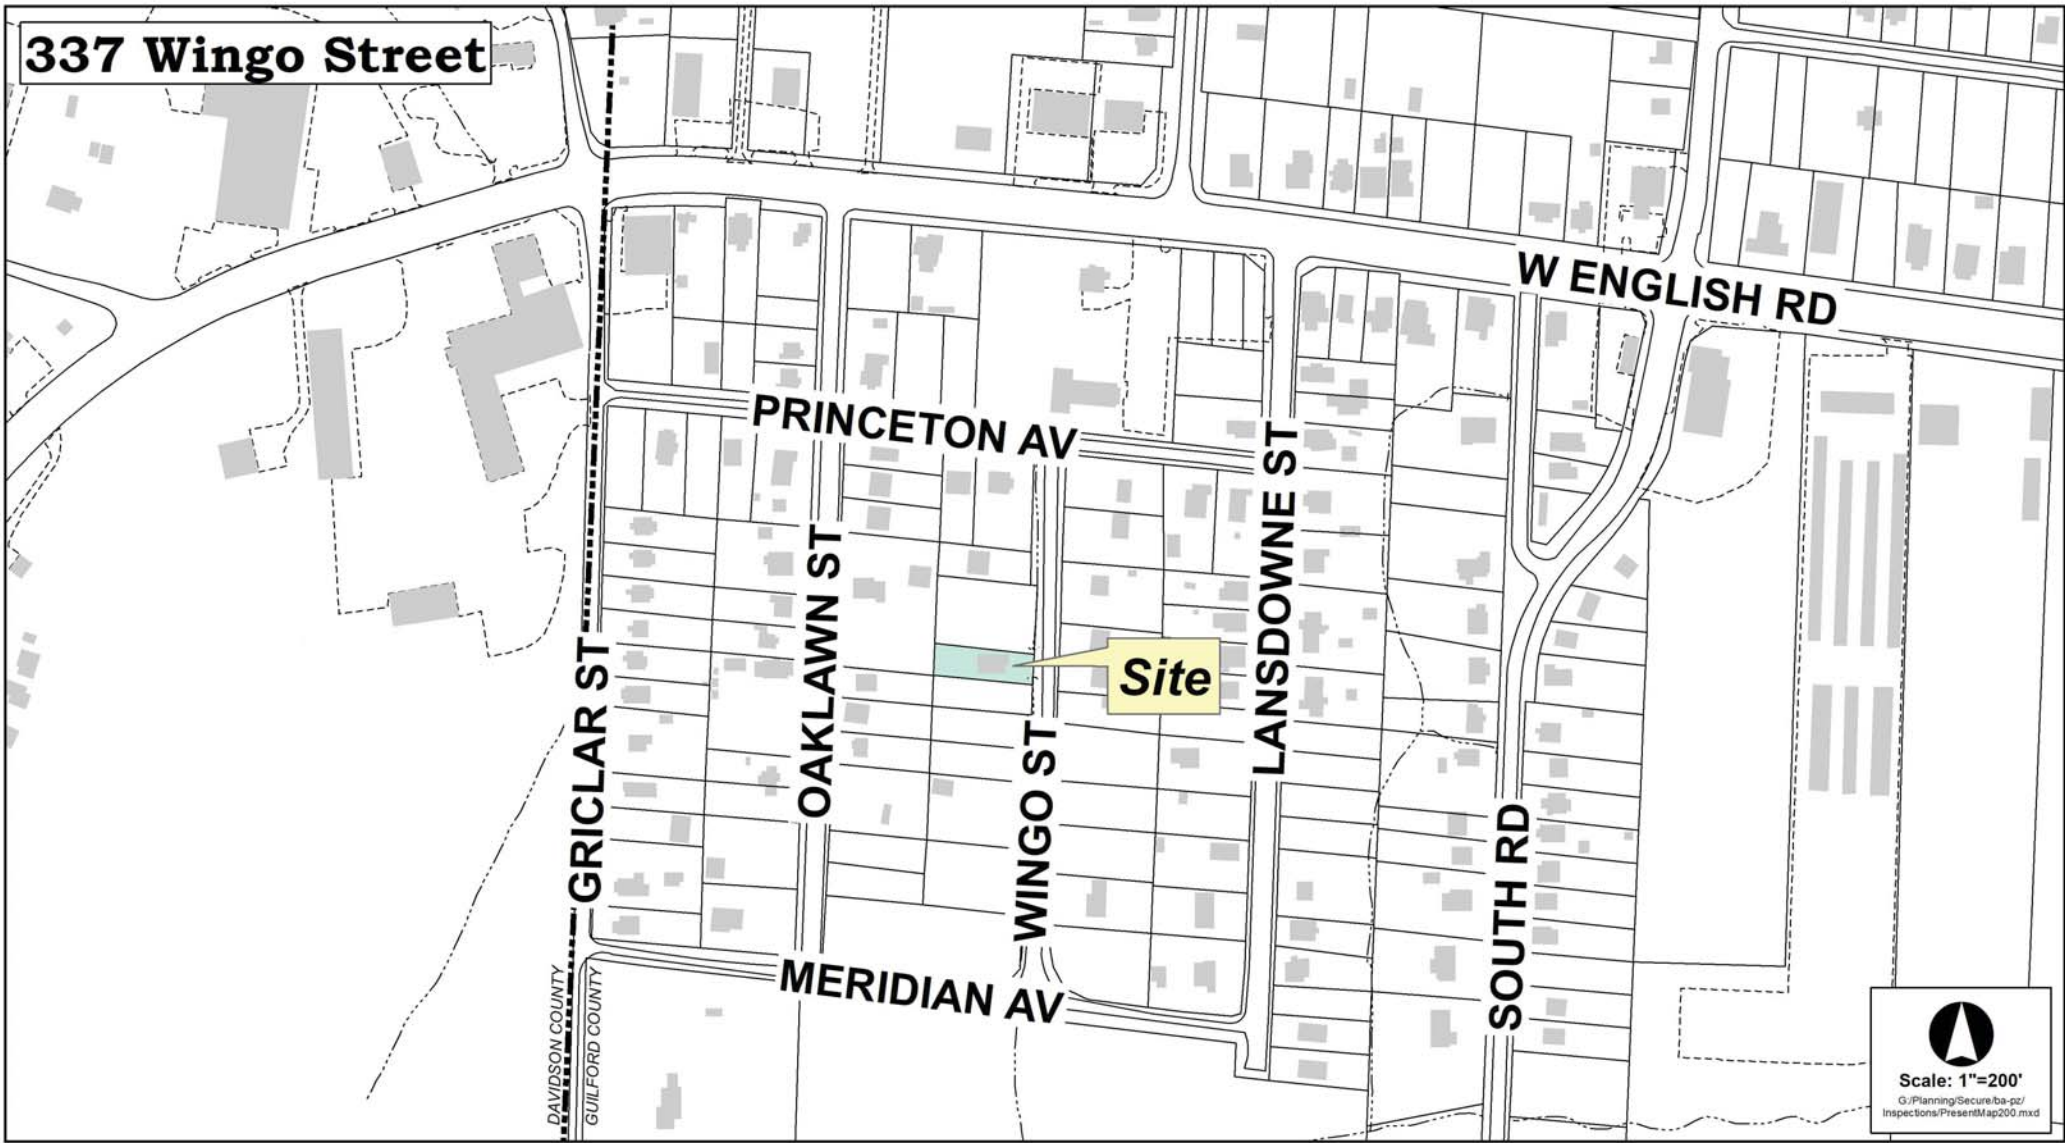 337 Wingo Street
W ENGLISH RD
PRINCETON AV
LANSDOWNE ST
OAKLAWN ST
GRICLAR ST
Site
WINGO ST
SOUTH RD
MERIDIAN AV
DAVIDSON COUNTY
GUILFORD COUNTY
Scale: 1"=200'
G:/Planning/Secure/ba-pz/
Inspections/PresentMap200.mxd